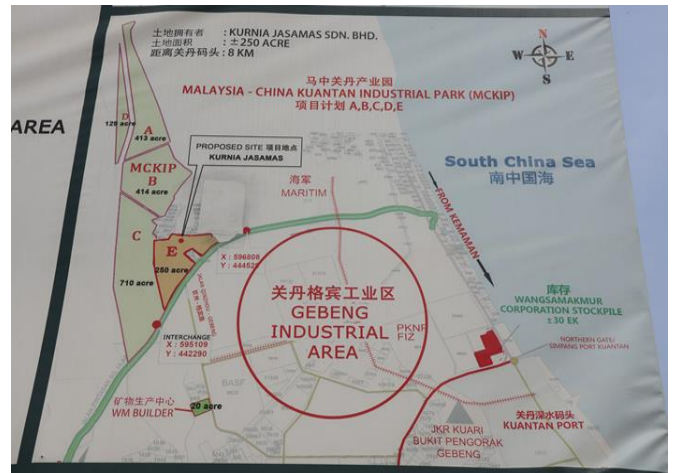 土地拥有者 : KURNIA JASAMAS SDN. BHD.
土地面积 : ±250 ACRE
距离关丹码头 : 8 KM
N
W E
S
马中关丹产业园
MALAYSIA - CHINA KUANTAN INDUSTRIAL PARK (MCKIP)
项目计划 A,B,C,D,E
AREA
D
A
413 acre
PROPOSED SITE 项目地点
KURNIA JASAMAS
MCKIP
B
414 acre
海军
MARITIM
South China Sea
南中国海
FROM KEMAMAN
C
E
250 acre
710 acre
X : 596808
INTERCHANGE
X : 595109
Y : 442290
关丹格宾工业区
GEBENG
INDUSTRIAL
AREA
PKNP
FIZ
库存
WANGSAMAKMUR
CORPORATION STOCKPILE
±30 EK
NORTHERN GATE/
SIMPANG PORT KUANTAN
BASF
矿物生产中心
WM BUILDER
20 acre
关丹深水码头
KUANTAN PORT
JKR KUARI
BUKIT PENGORAK
GEBENG